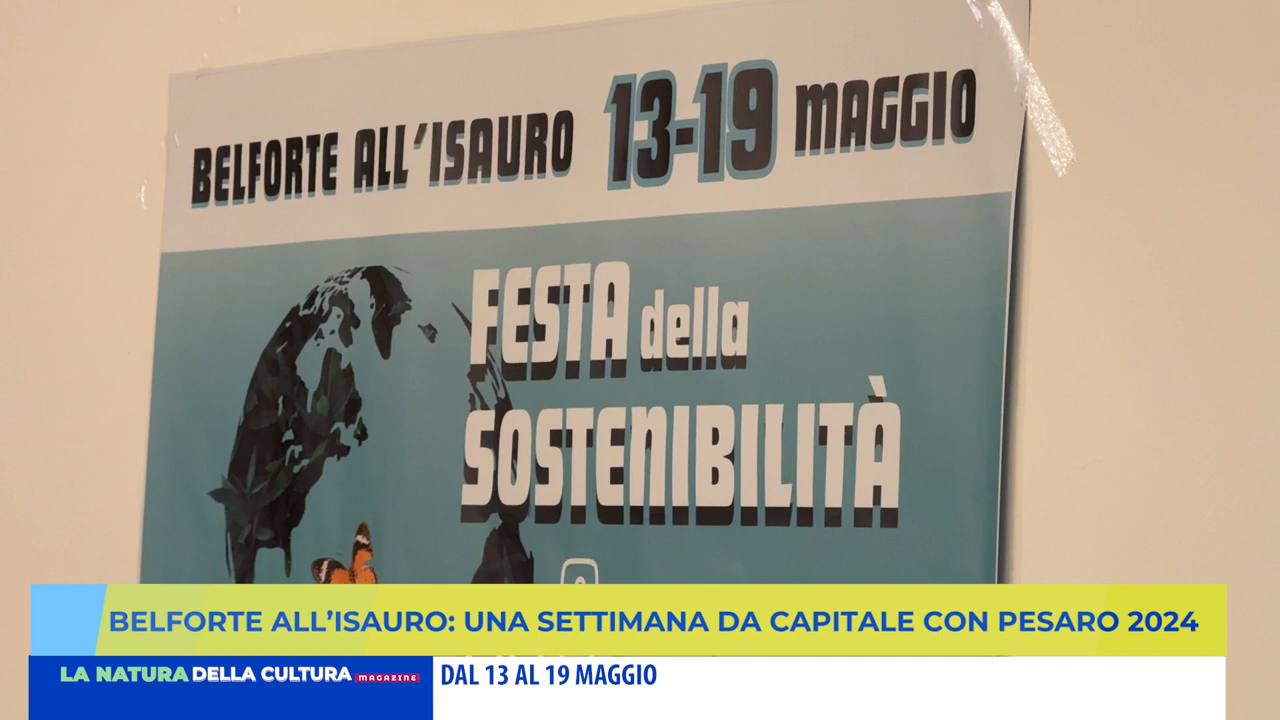 BELFORTE ALL'ISAURO 13-19 MAGGIO
FESTA della
SOSTENIBILITÀ
BELFORTE ALL'ISAURO: UNA SETTIMANA DA CAPITALE CON PESARO 2024
LA NATURA DELLA CULTURA MAGAZINE
DAL 13 AL 19 MAGGIO